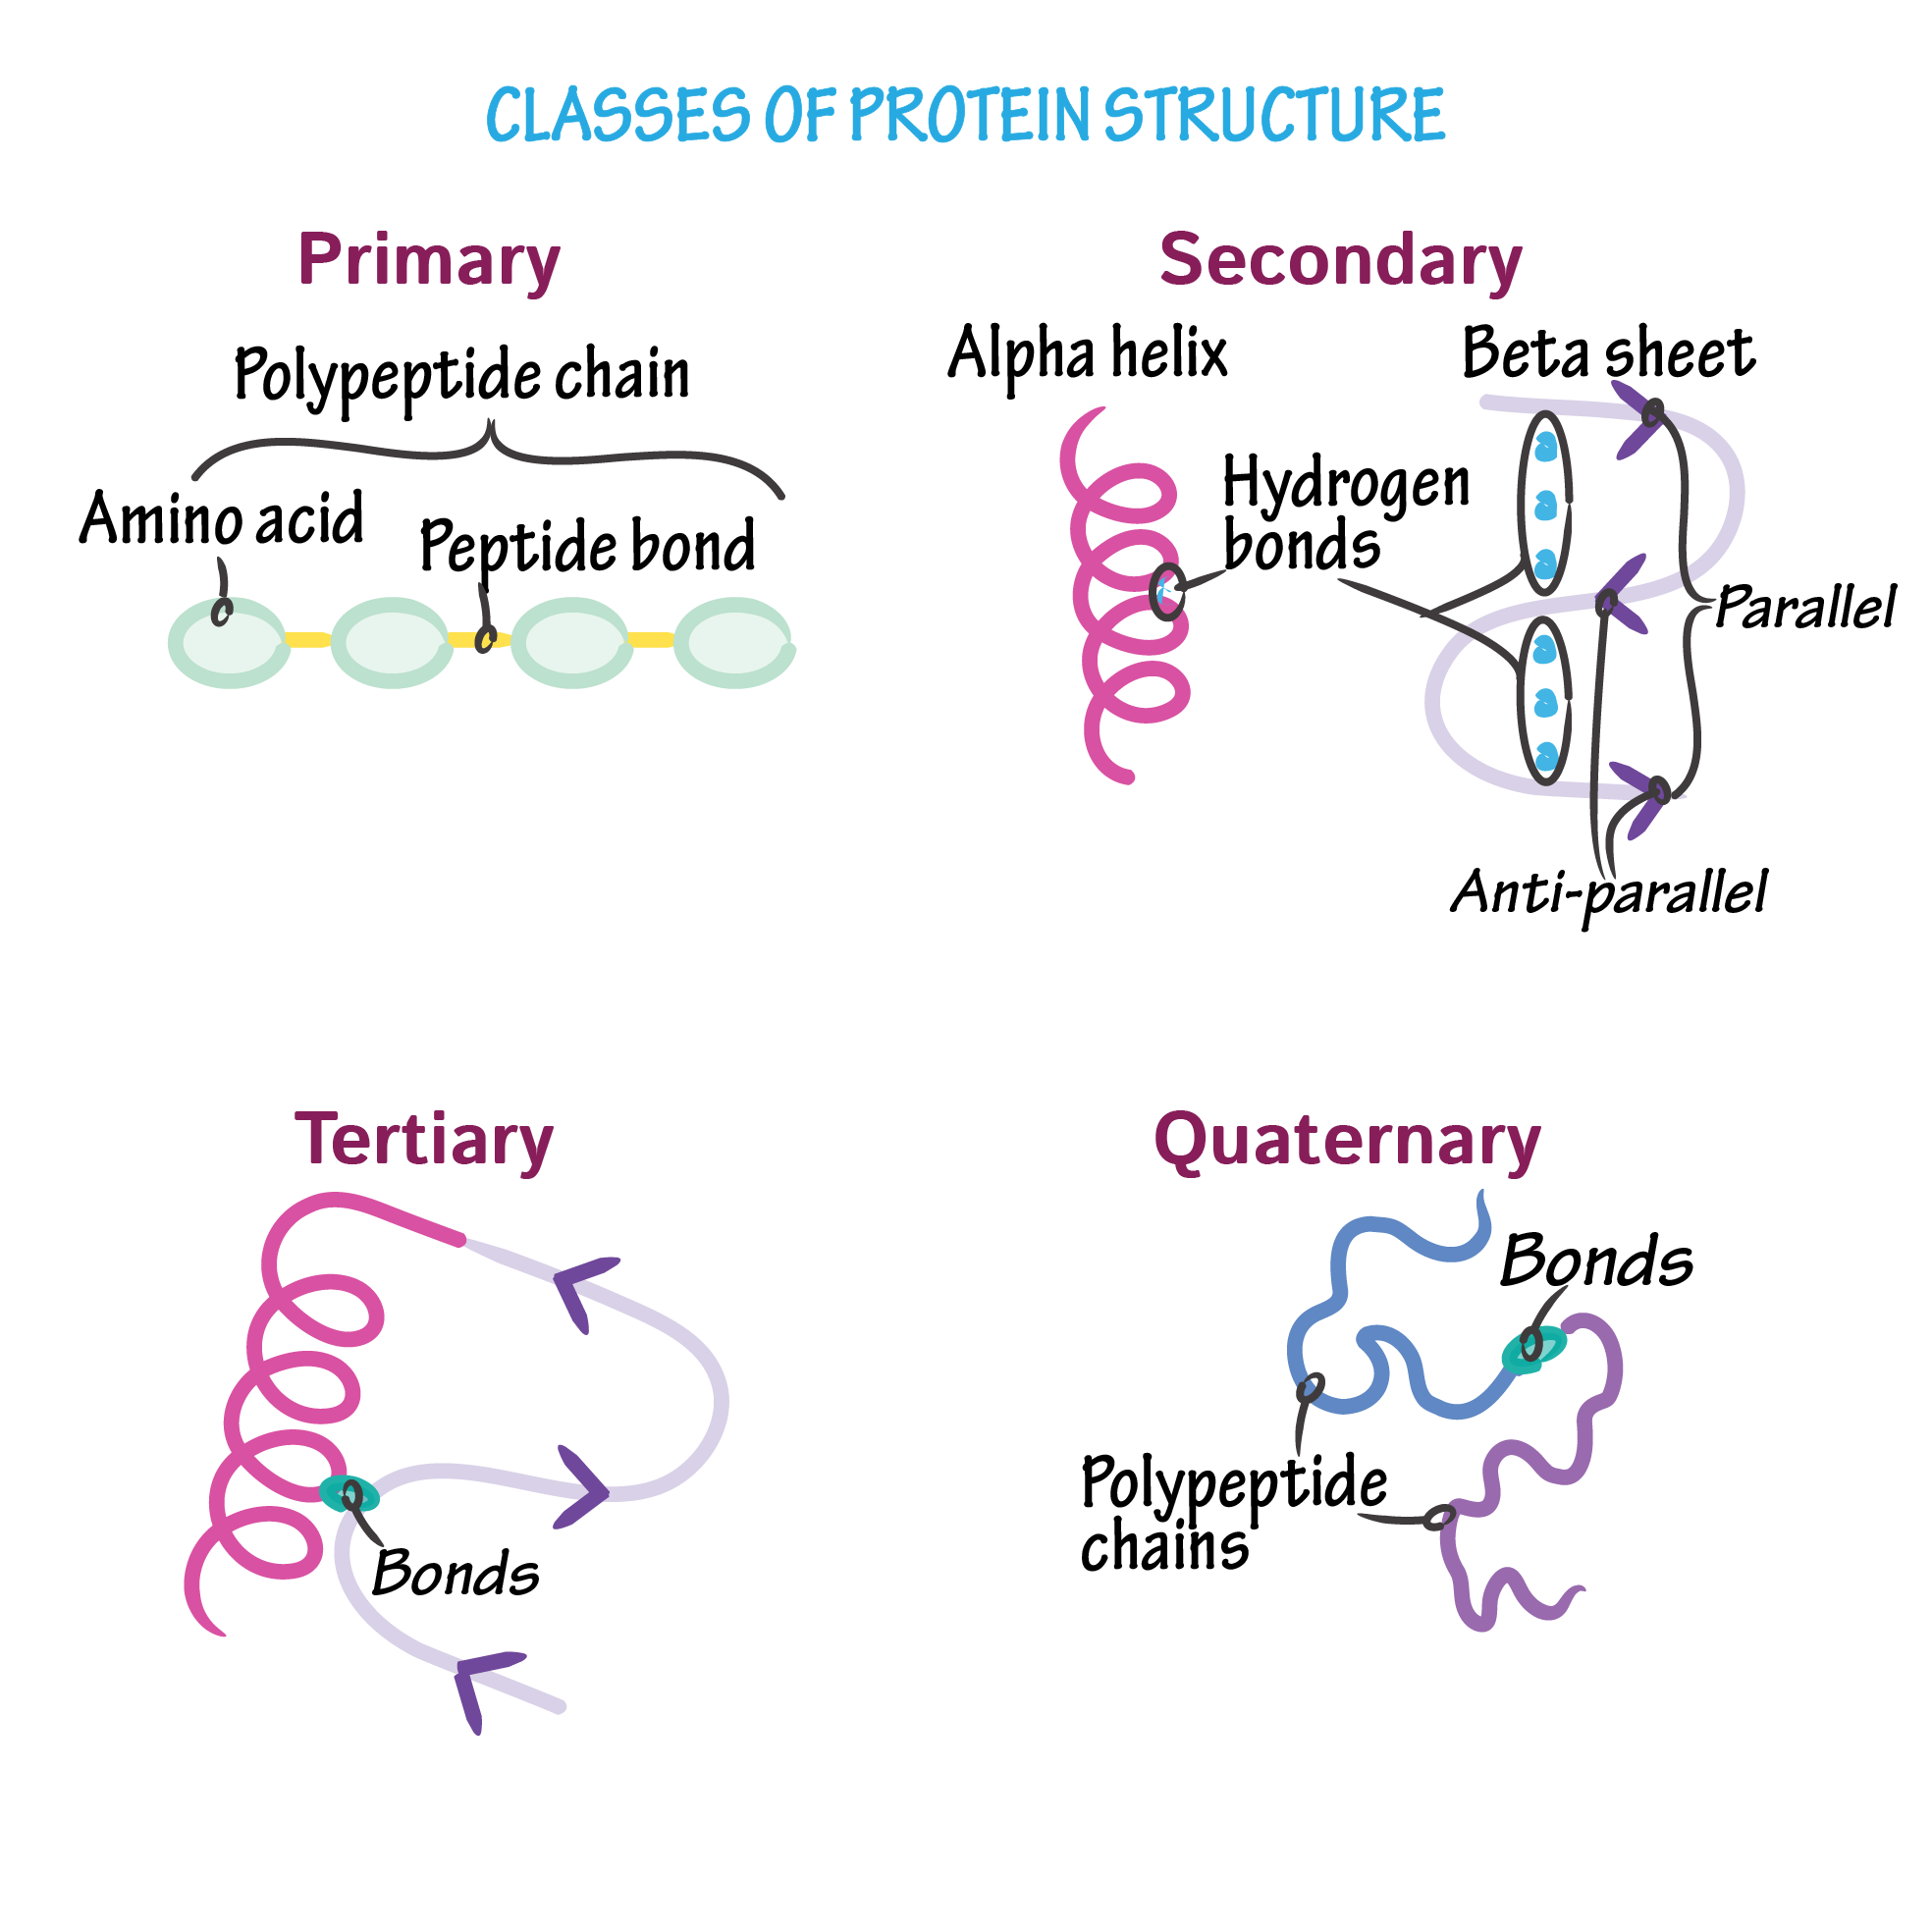 CLASSES OF PROTEIN STRUCTURE
Primary
Polypeptide chain
Amino acid
Peptide bond
Secondary
Alpha helix
Beta sheet
Hydrogen
bonds
Parallel
Anti-parallel
Tertiary
Bonds
Quaternary
Bonds
Polypeptide
chains